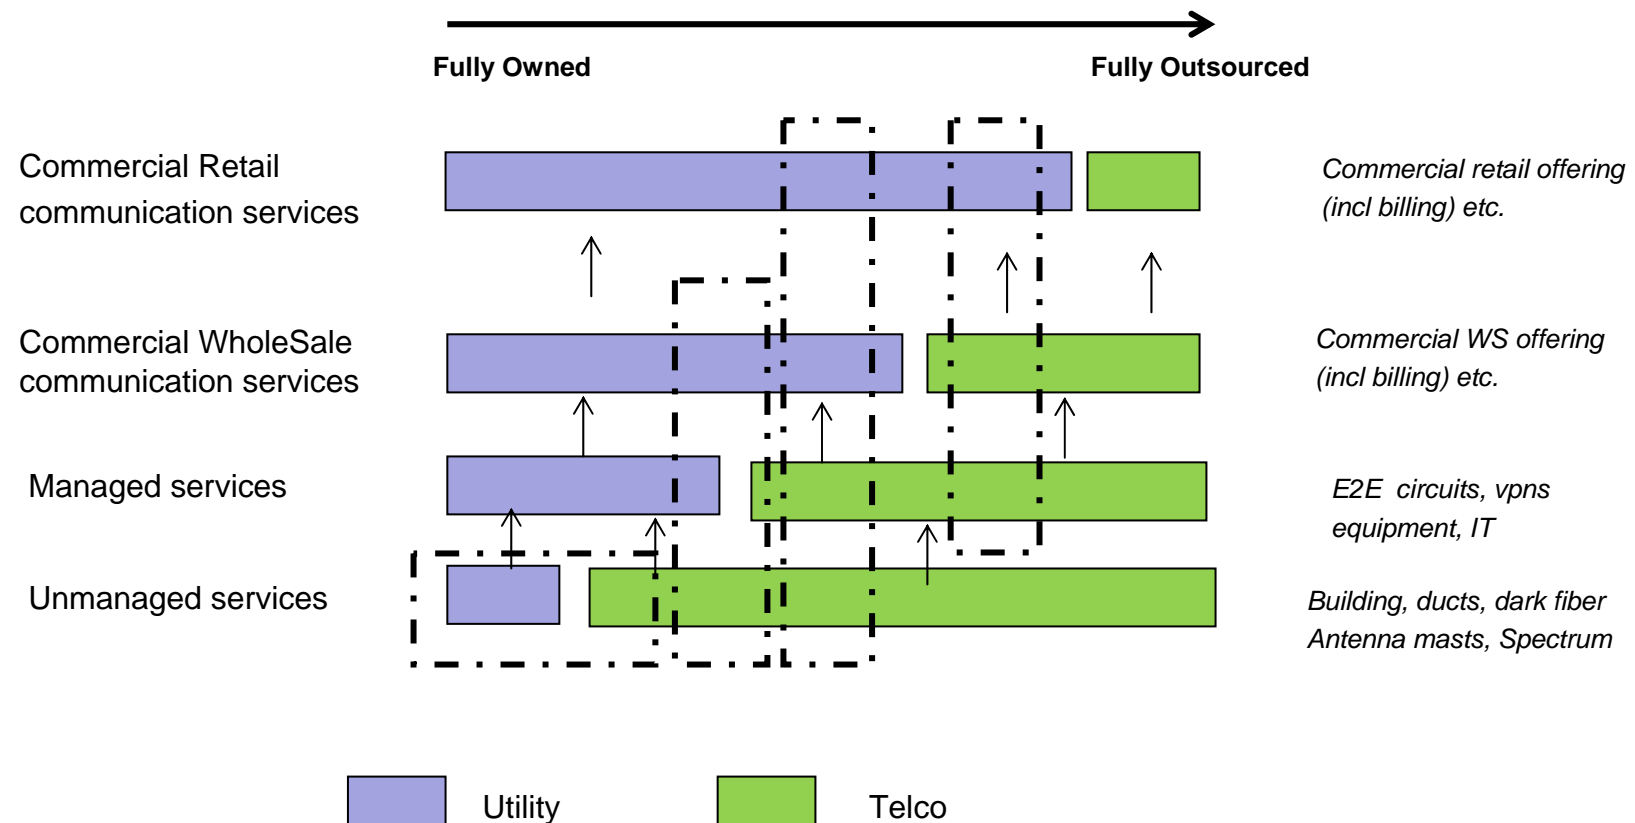 Fully Owned
Fully Outsourced
Commercial Retail
communication services
Commercial retail offering
(incl billing) etc.
Commercial WholeSale
communication services
Commercial WS offering
(incl billing) etc.
Managed services
E2E circuits, vpns
equipment, IT
Unmanaged services
Building, ducts, dark fiber
Antenna masts, Spectrum
Utility
Telco